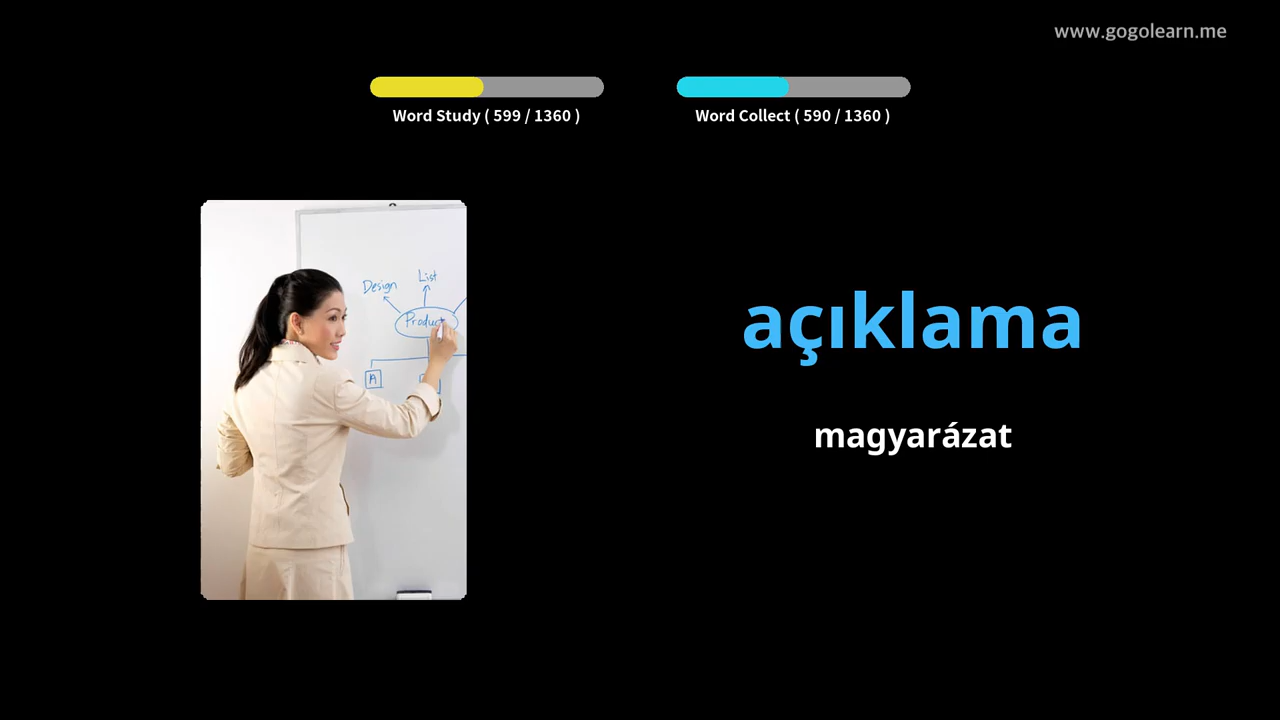 www.gogolearn.me
Word Study ( 599 / 1360 )
Word Collect ( 590 / 1360 )
List
Design
Product
A
açıklama
magyarázat